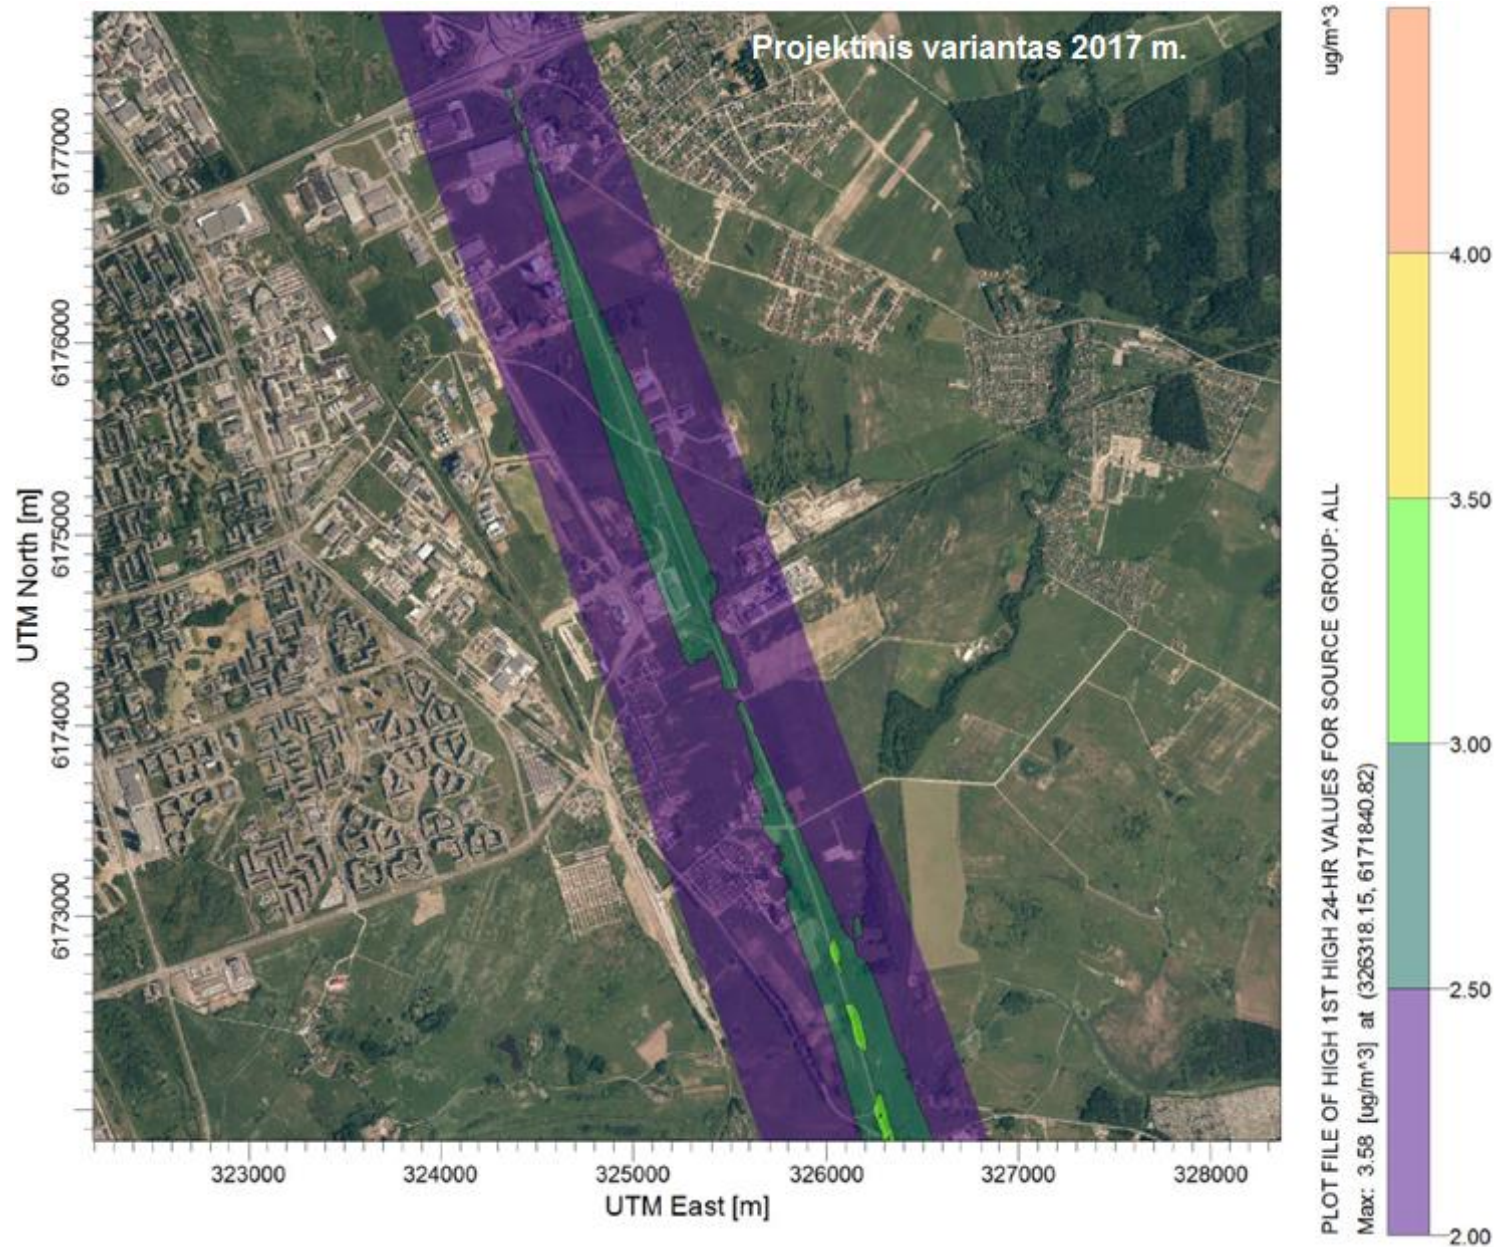 Projektinis variantas 2017 m.
ug/m^3
UTM North [m]
6177000
6176000
6175000
6174000
6173000
323000
324000
325000
326000
327000
328000
UTM East [m]
PLOT FILE OF HIGH 1ST HIGH 24-HR VALUES FOR SOURCE GROUP: ALL
Max: 3.58 [ug/m^3] at (326318.15, 6171840.82)
4.00
3.50
3.00
2.50
2.00